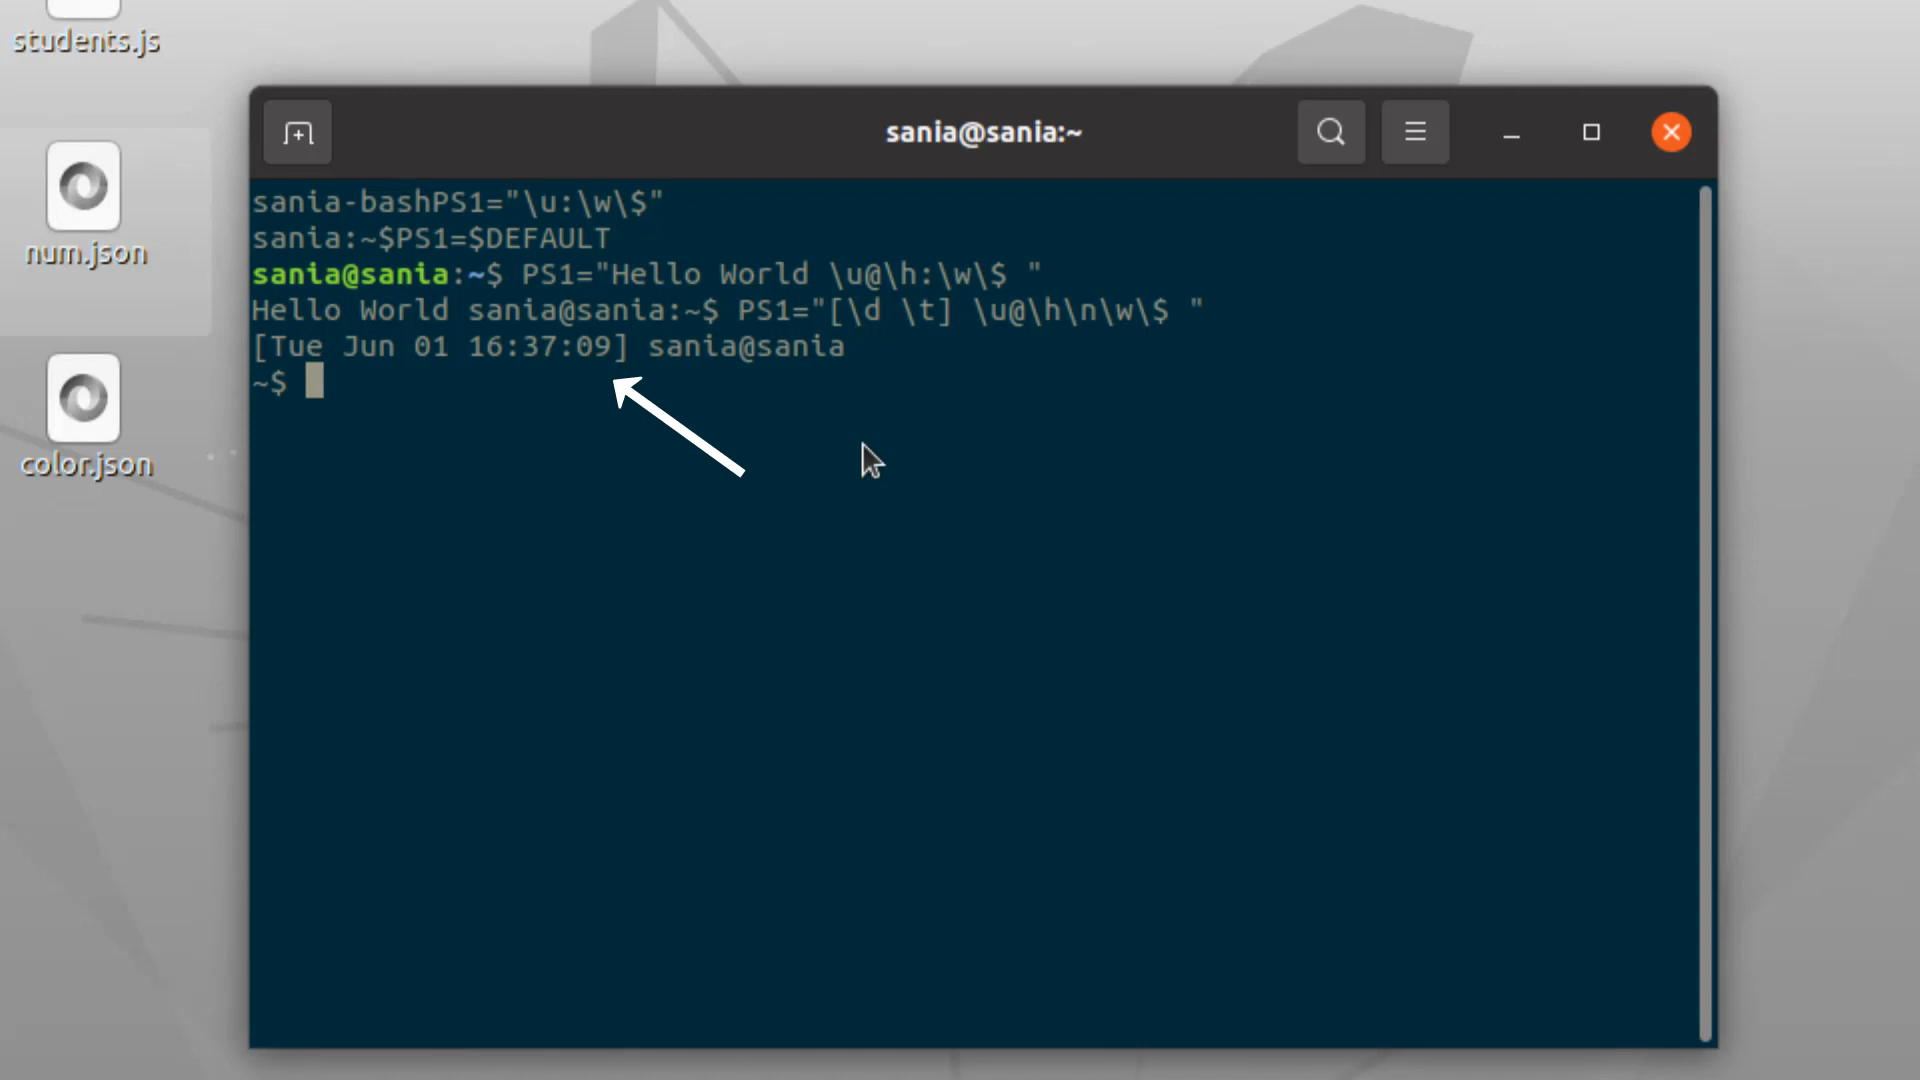 students.js
num.json
color.json
sania@sania:~
sania-bashPS1="\u:\w\$"
sania:~$PS1=$DEFAULT
sania@sania:~$ PS1="Hello World \u@\h:\w\$ "
Hello World sania@sania:~$ PS1="[\d \t] \u@\h\n\w\$ "
[Tue Jun 01 16:37:09] sania@sania
~$